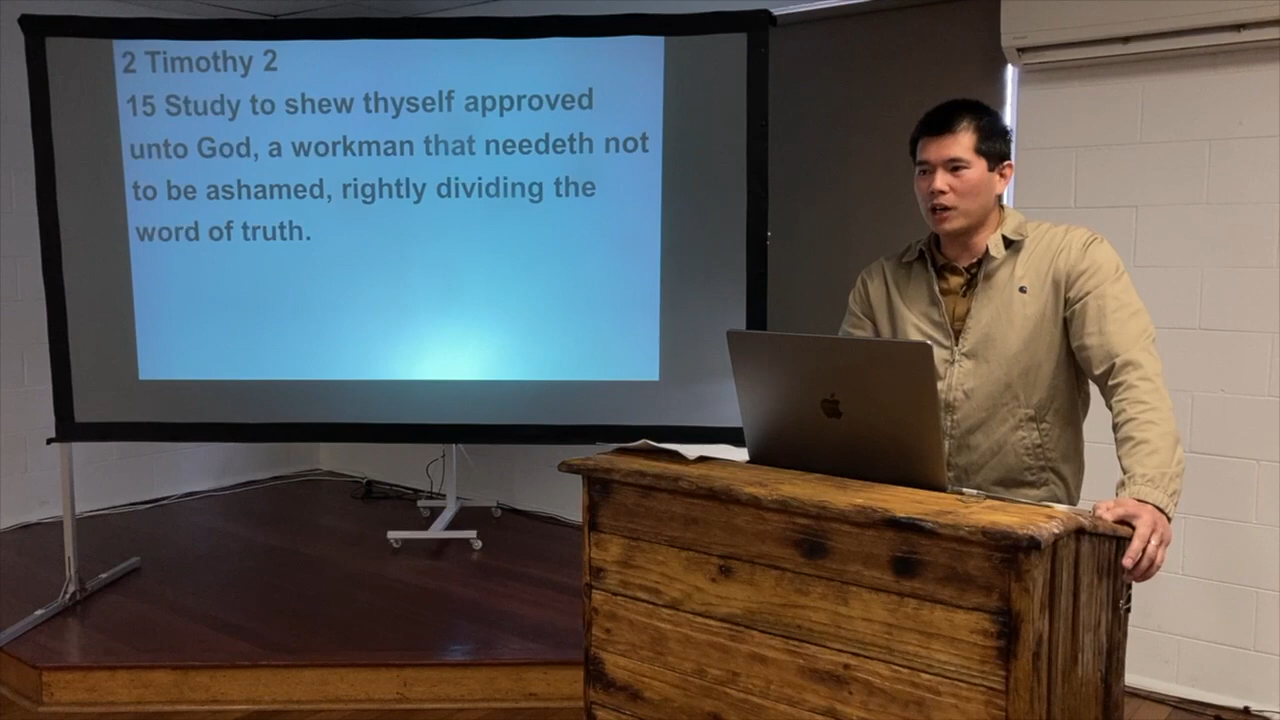 2 Timothy 2
15 Study to shew thyself approved
unto God, a workman that needeth not
to be ashamed, rightly dividing the
word of truth.